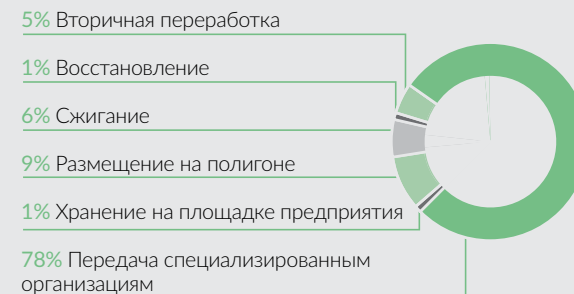 5% Вторичная переработка
1% Восстановление
6% Сжигание
9% Размещение на полигоне
1% Хранение на площадке предприятия
78% Передача специализированным
организациям